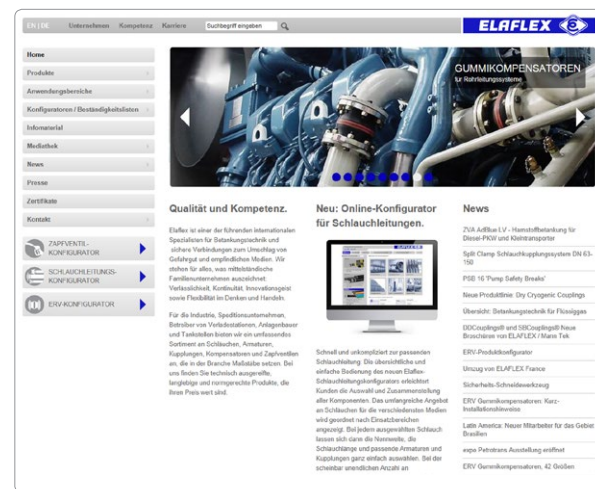 EN | DE Unternehmen Kompetenz Karriere Suchbegriff eingeben
ELAFLEX
Home
Produkte
Anwendungsbereiche
Konfiguratoren / Beständigkeitslisten
Infomaterial
Mediathek
News
Presse
Zertifikate
Kontakt
ZAPFVENTIL-
KONFIGURATOR
SCHLAUCHLEITUNGS-
KONFIGURATOR
ERV-KONFIGURATOR
GUMMIKOMPENSATOREN
für Rohrleitungssysteme
Qualität und Kompetenz.
Elaflex ist einer der führenden internationalen
Spezialisten für Betankungstechnik und
sichere Verbindungen zum Umschlag von
Gefahrgut und empfindlichen Medien. Wir
stehen für alles, was mittelständische
Familienunternehmen auszeichnet:
Verlässlichkeit, Kontinuität, Innovationsgeist
sowie Flexibilität im Denken und Handeln.
Für die Industrie, Speditionsunternehmen,
Betreiber von Verladestationen, Anlagenbauer
und Tankstellen bieten wir ein umfassendes
Sortiment an Schläuchen, Armaturen,
Kupplungen, Kompensatoren und Zapfventilen
an, die in der Branche Maßstäbe setzen. Bei
uns finden Sie technisch ausgereifte,
langlebige und normgerechte Produkte, die
ihren Preis wert sind.
Neu: Online-Konfigurator
für Schlauchleitungen.
Schnell und unkompliziert zur passenden
Schlauchleitung. Die übersichtliche und
einfache Bedienung des neuen Elaflex-
Schlauchleitungskonfigurators erleichtert
Kunden die Auswahl und Zusammenstellung
aller Komponenten. Das umfangreiche Angebot
an Schläuchen für die verschiedensten Medien
wird geordnet nach Einsatzbereichen
angezeigt. Bei jedem ausgewählten Schlauch
lassen sich dann die Nennweite, die
Schlauchlänge und passende Armaturen und
Kupplungen ganz einfach auswählen. Bei der
scheinbar unendlichen Anzahl an
News
ZVA AdBlue LV - Harnstoffbetankung für
Diesel-PKW und Kleintransporter
Split Clamp Schlauchkupplungssystem DN 63-
150
PSB 16 'Pump Safety Breaks'
Neue Produktlinie: Dry Cryogenic Couplings
Übersicht: Betankungstechnik für Flüssiggas
DDCouplings® und SBCouplings® Neue
Broschüren von ELAFLEX / Mann Tek
ERV-Produktkonfigurator
Umzug von ELAFLEX France
Sicherheits-Schneidewerkzeug
ERV Gummikompensatoren: Kurz-
Installationshinweise
Latin America: Neuer Mitarbeiter für das Gebiet
Brasilien
expo Petrotrans Ausstellung eröffnet
ERV Gummikompensatoren, 42 Größen